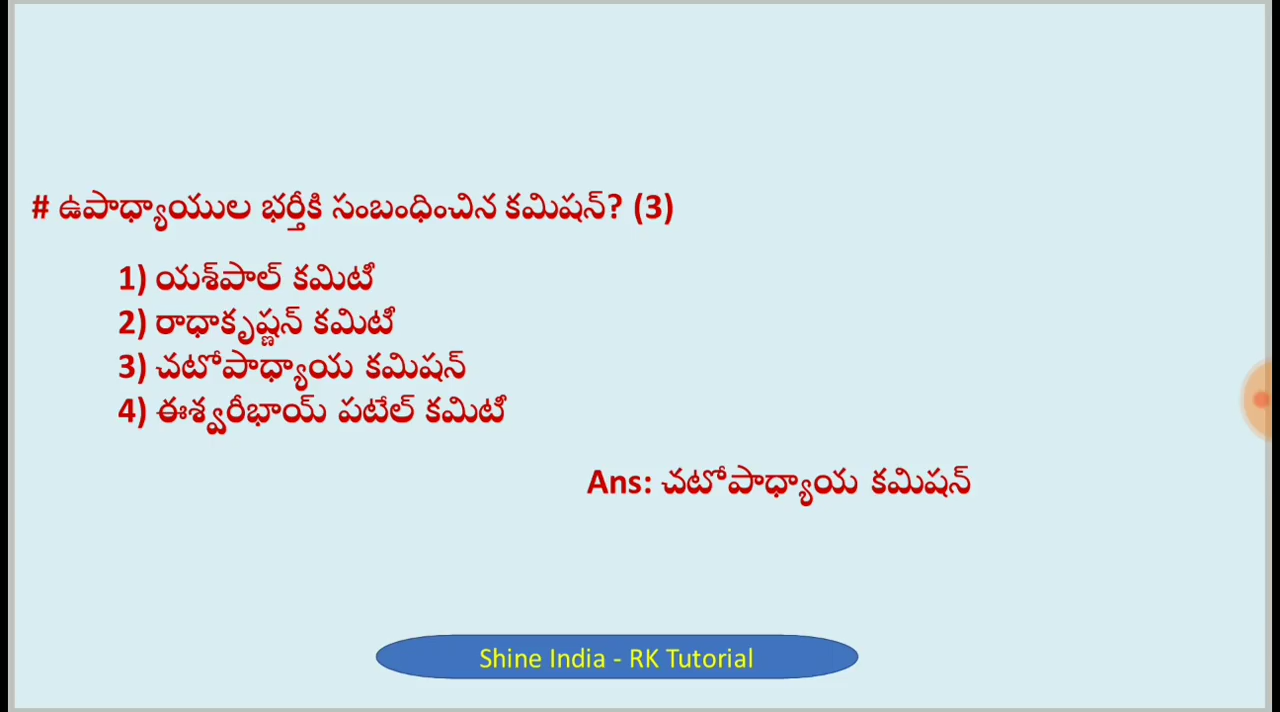 # ఉపాధ్యాయుల భర్తీకి సంబంధించిన కమిషన్? (3)
1) యశ్‌పాల్ కమిటీ
2) రాధాకృష్ణన్ కమిటీ
3) చటోపాధ్యాయ కమిషన్
4) ఈశ్వరీభాయ్ పటేల్ కమిటీ
Ans: చటోపాధ్యాయ కమిషన్
Shine India - RK Tutorial